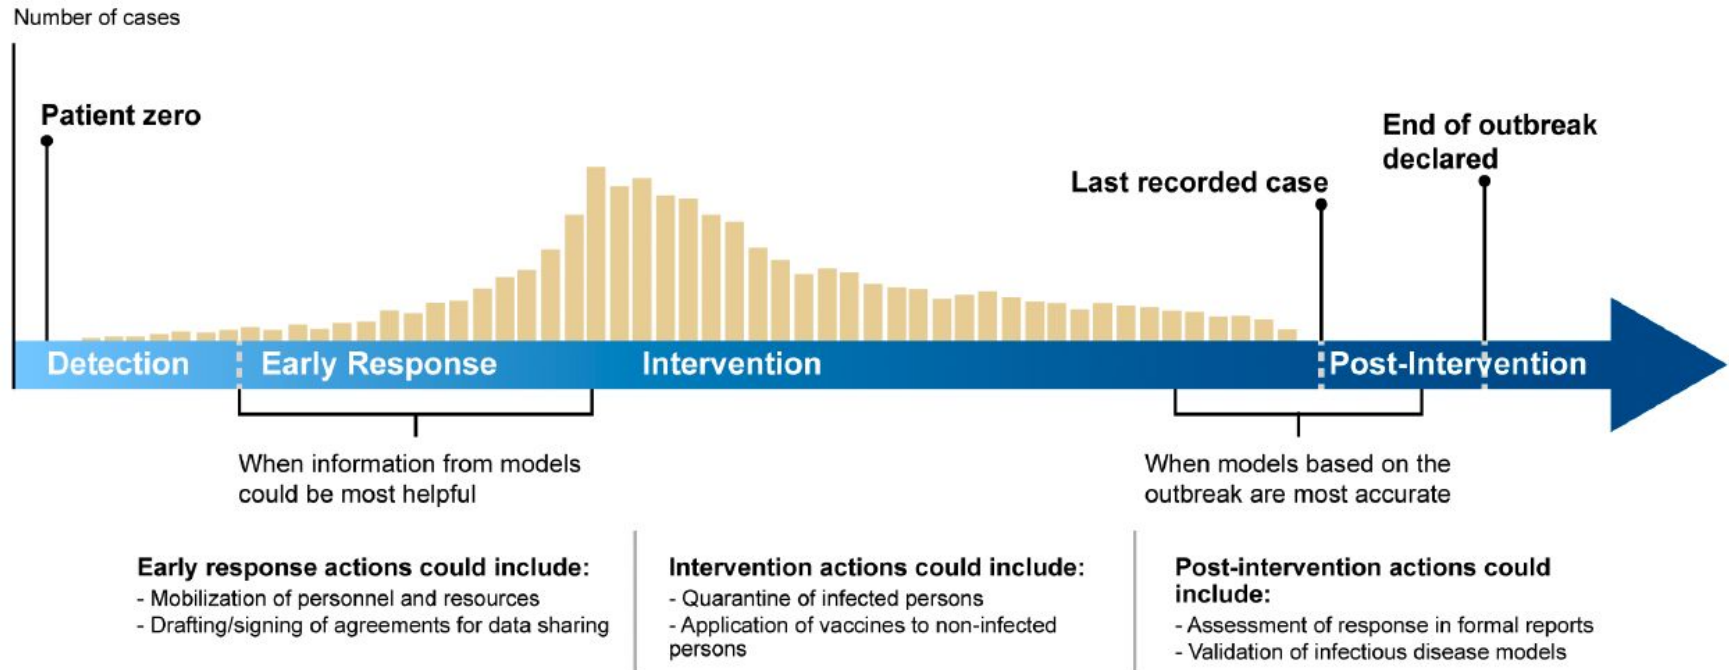 Number of cases
Patient zero
End of outbreak
declared
Last recorded case
Detection
Early Response
Intervention
Post-Intervention
When information from models
could be most helpful
When models based on the
outbreak are most accurate
Early response actions could include:
- Mobilization of personnel and resources
- Drafting/signing of agreements for data sharing
Intervention actions could include:
- Quarantine of infected persons
- Application of vaccines to non-infected
persons
Post-intervention actions could
include:
- Assessment of response in formal reports
- Validation of infectious disease models